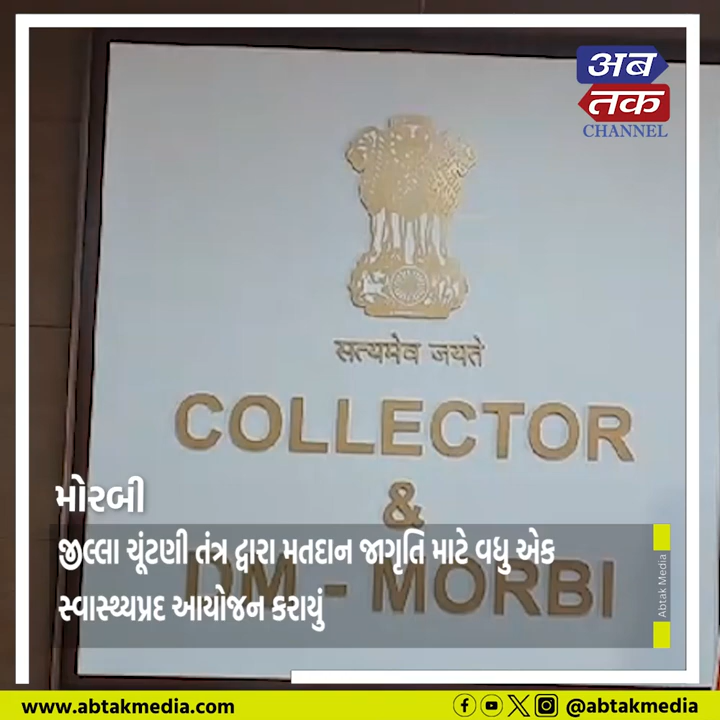 अब
तक
CHANNEL
सत्यमेव जयते
COLLECTOR
&
DM - MORBI
મોરબી
જીલ્લા ચૂંટણી તંત્ર દ્વારા મતદાન જાગૃતિ માટે વધુ એક
સ્વાસ્થ્યપ્રદ આયોજન કરાયું
Abtak Media
www.abtakmedia.com
@abtakmedia